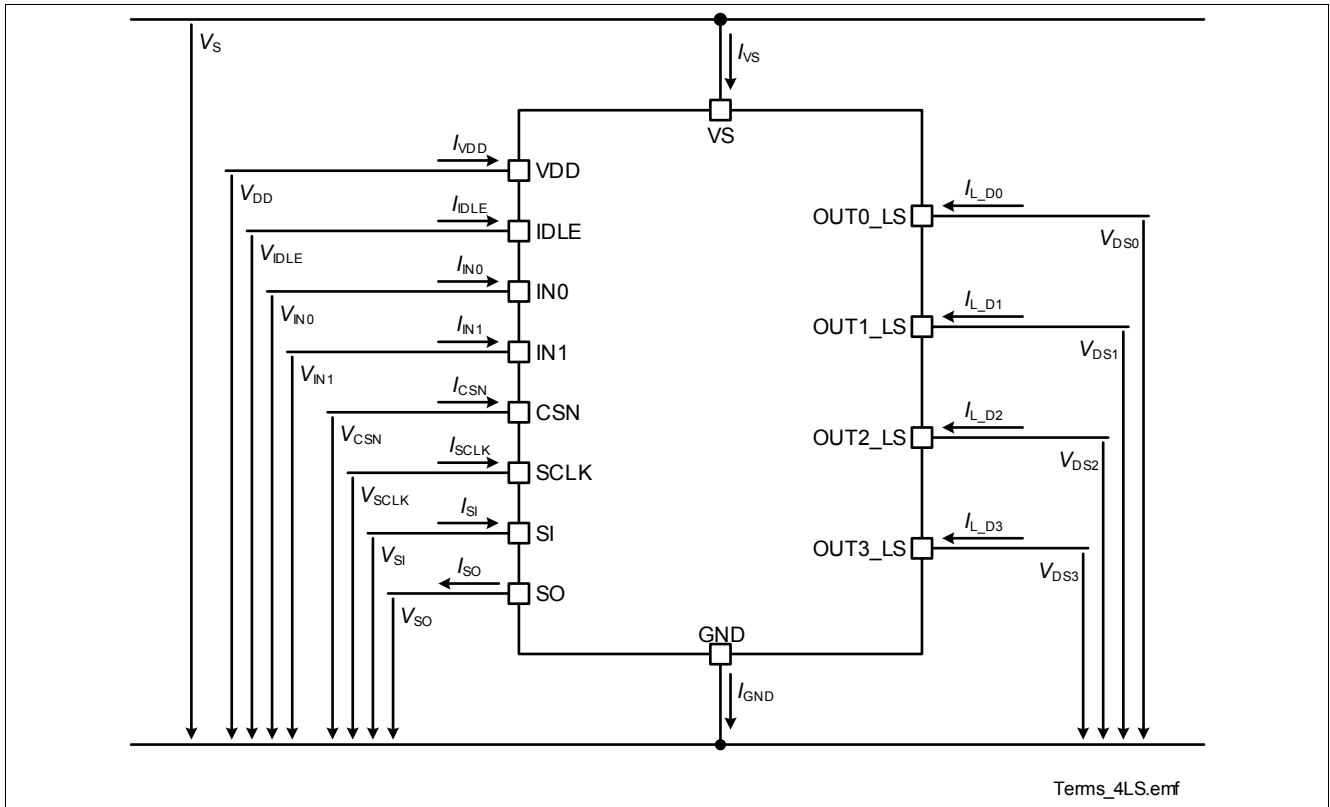 VS
IVS
VS
IVDD
VDD
VDD
IIDLE
IDLE
VIDLE
IIN0
IN0
VIN0
IIN1
IN1
VIN1
ICSN
CSN
VCSN
ISCLK
SCLK
VSCLK
ISI
SI
VSI
ISO
SO
VSO
IL_D0
OUT0_LS
VDS0
IL_D1
OUT1_LS
VDS1
IL_D2
OUT2_LS
VDS2
IL_D3
OUT3_LS
VDS3
GND
IGND
Terms_4LS.emf